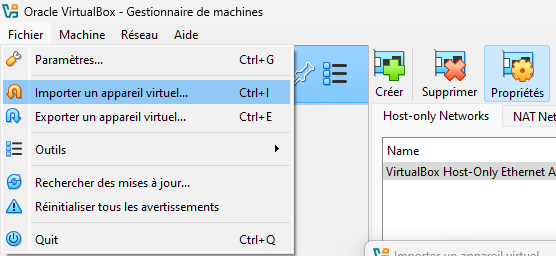 Oracle VirtualBox - Gestionnaire de machines
Fichier Machine Réseau Aide
Paramètres... Ctrl+G
Importer un appareil virtuel... Ctrl+I
Exporter un appareil virtuel... Ctrl+E
Outils
Rechercher des mises à jour...
Réinitialiser tous les avertissements
Quit Ctrl+Q
Créer Supprimer Propriétés
Host-only Networks NAT Net
Name
VirtualBox Host-Only Ethernet A
Importer un appareil virtuel